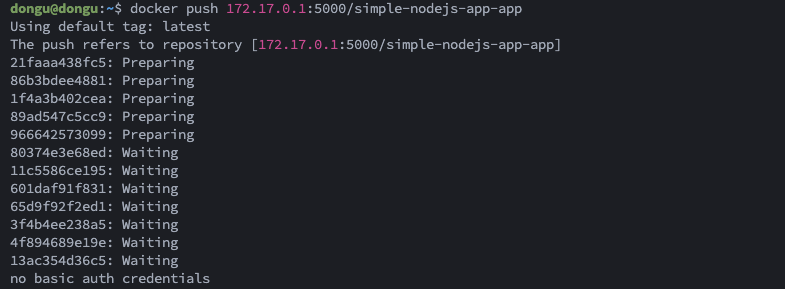 dongu@dongu:~$ docker push 172.17.0.1:5000/simple-nodejs-app-app
Using default tag: latest
The push refers to repository [172.17.0.1:5000/simple-nodejs-app-app]
21faaa438fc5: Preparing
86b3bdee4881: Preparing
1f4a3b402cea: Preparing
89ad547c5cc9: Preparing
966642573099: Preparing
80374e3e68ed: Waiting
11c5586ce195: Waiting
601daf91f831: Waiting
65d9f92f2ed1: Waiting
3f4b4ee238a5: Waiting
4f894689e19e: Waiting
13ac354d36c5: Waiting
no basic auth credentials